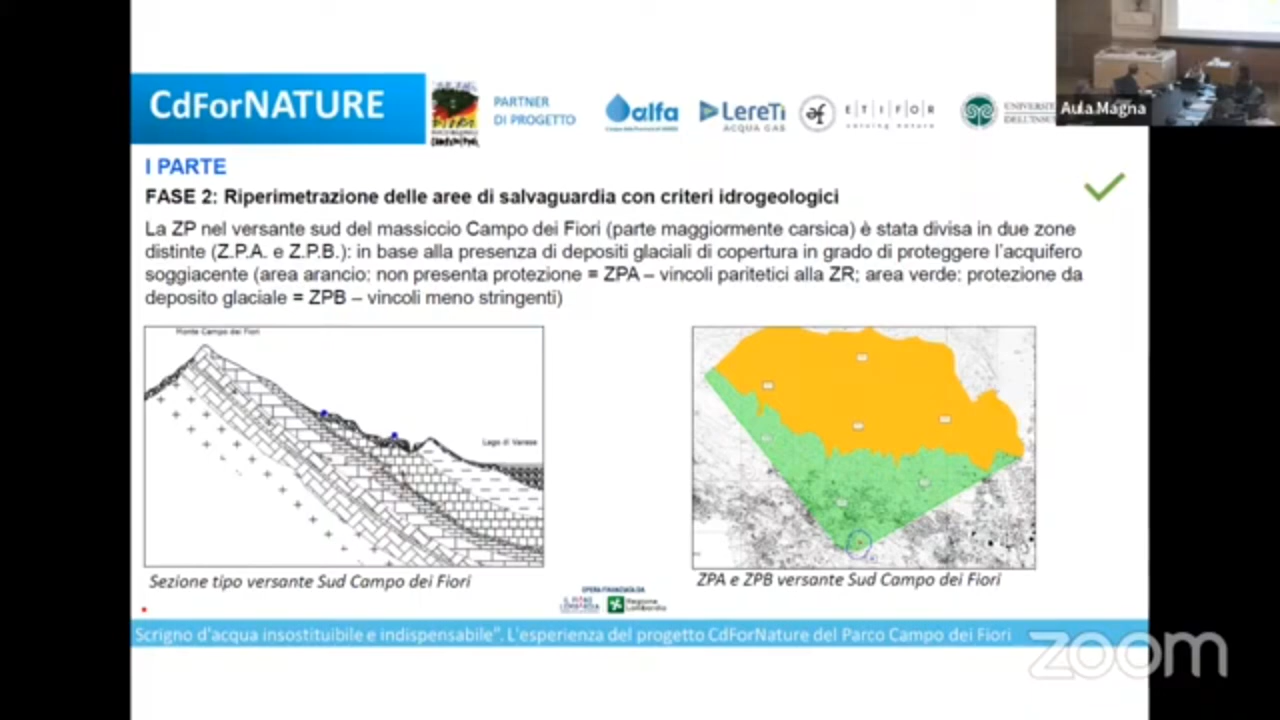 CdForNATURE
PARTNER
DI PROGETTO
alfa
LereTi
ACQUA GAS
ETIFOR
Aula Magna
I PARTE
FASE 2: Riperimetrazione delle aree di salvaguardia con criteri idrogeologici
La ZP nel versante sud del massiccio Campo dei Fiori (parte maggiormente carsica) è stata divisa in due zone
distinte (Z.P.A. e Z.P.B.): in base alla presenza di depositi glaciali di copertura in grado di proteggere l'acquifero
soggiacente (area arancio: non presenta protezione = ZPA – vincoli paritetici alla ZR; area verde: protezione da
deposito glaciale = ZPB – vincoli meno stringenti)
Monte Campo dei Fiori
Lago di Varese
Sezione tipo versante Sud Campo dei Fiori
ZPA e ZPB versante Sud Campo dei Fiori
OPERA FINANZIATA DA
Regione
Lombardia
Scrigno d'acqua insostituibile e indispensabile". L'esperienza del progetto CdForNature del Parco Campo dei Fiori
zoom